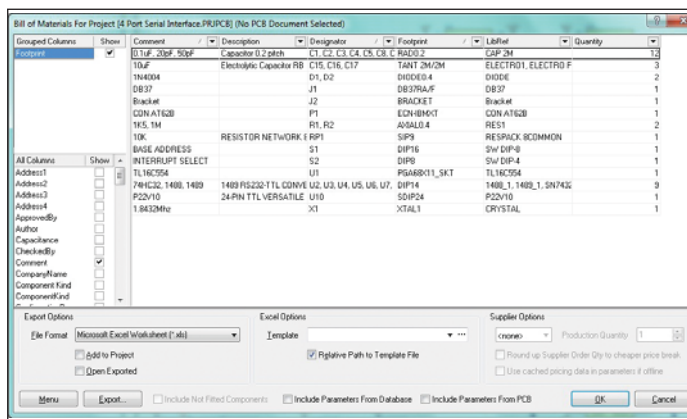 Bill of Materials For Project [4 Port Serial Interface.PRJPCB] (No PCB Document Selected)
Grouped Columns Show
Footprint
Comment Description Designator Footprint LibRef Quantity
0.1uF, 20pF, 50pF Capacitor 0.2 pitch C1, C2, C3, C4, C5, C8, C RAD0.2 CAP 2M 12
10uF Electrolytic Capacitor RB C15, C16, C17 TANT 2M/2M ELECTRO1, ELECTRO F 3
1N4004 D1, D2 DIODE0.4 DIODE 2
DB37 J1 DB37RA/F DB37 1
Bracket J2 BRACKET Bracket 1
CON AT62B P1 ECN-IBMXT CON AT62B 1
1K5, 1M R1, R2 AXIAL0.4 RES1 2
10K RESISTOR NETWORK E RP1 SIP9 RESPACK 8COMMON 1
BASE ADDRESS S1 DIP16 SW DIP-8 1
INTERRUPT SELECT S2 DIP8 SW DIP-4 1
TL16C554 U1 PGA68X11_SKT TL16C554 1
74HC32, 1488, 1489 1489 RS232-TTL CONVE U2, U3, U4, U5, U6, U7, DIP14 1488_1, 1489_1, SN7432 9
P22V10 24-PIN TTL VERSATILE U10 SDIP24 P22V10 1
1.8432Mhz X1 XTAL1 CRYSTAL 1
All Columns Show
Address1
Address2
Address3
Address4
ApprovedBy
Author
Capacitance
CheckedBy
Comment
CompanyName
Component Kind
ComponentKind
Export Options
File Format Microsoft Excel Worksheet (*.xls)
Add to Project
Open Exported
Excel Options
Template
Relative Path to Template File
Supplier Options
<none> Production Quantity 1
Round up Supplier Order Qty to cheaper price break
Use cached pricing data in parameters if offline
Menu Export... Include Not Fitted Components Include Parameters From Database Include Parameters From PCB OK Cancel